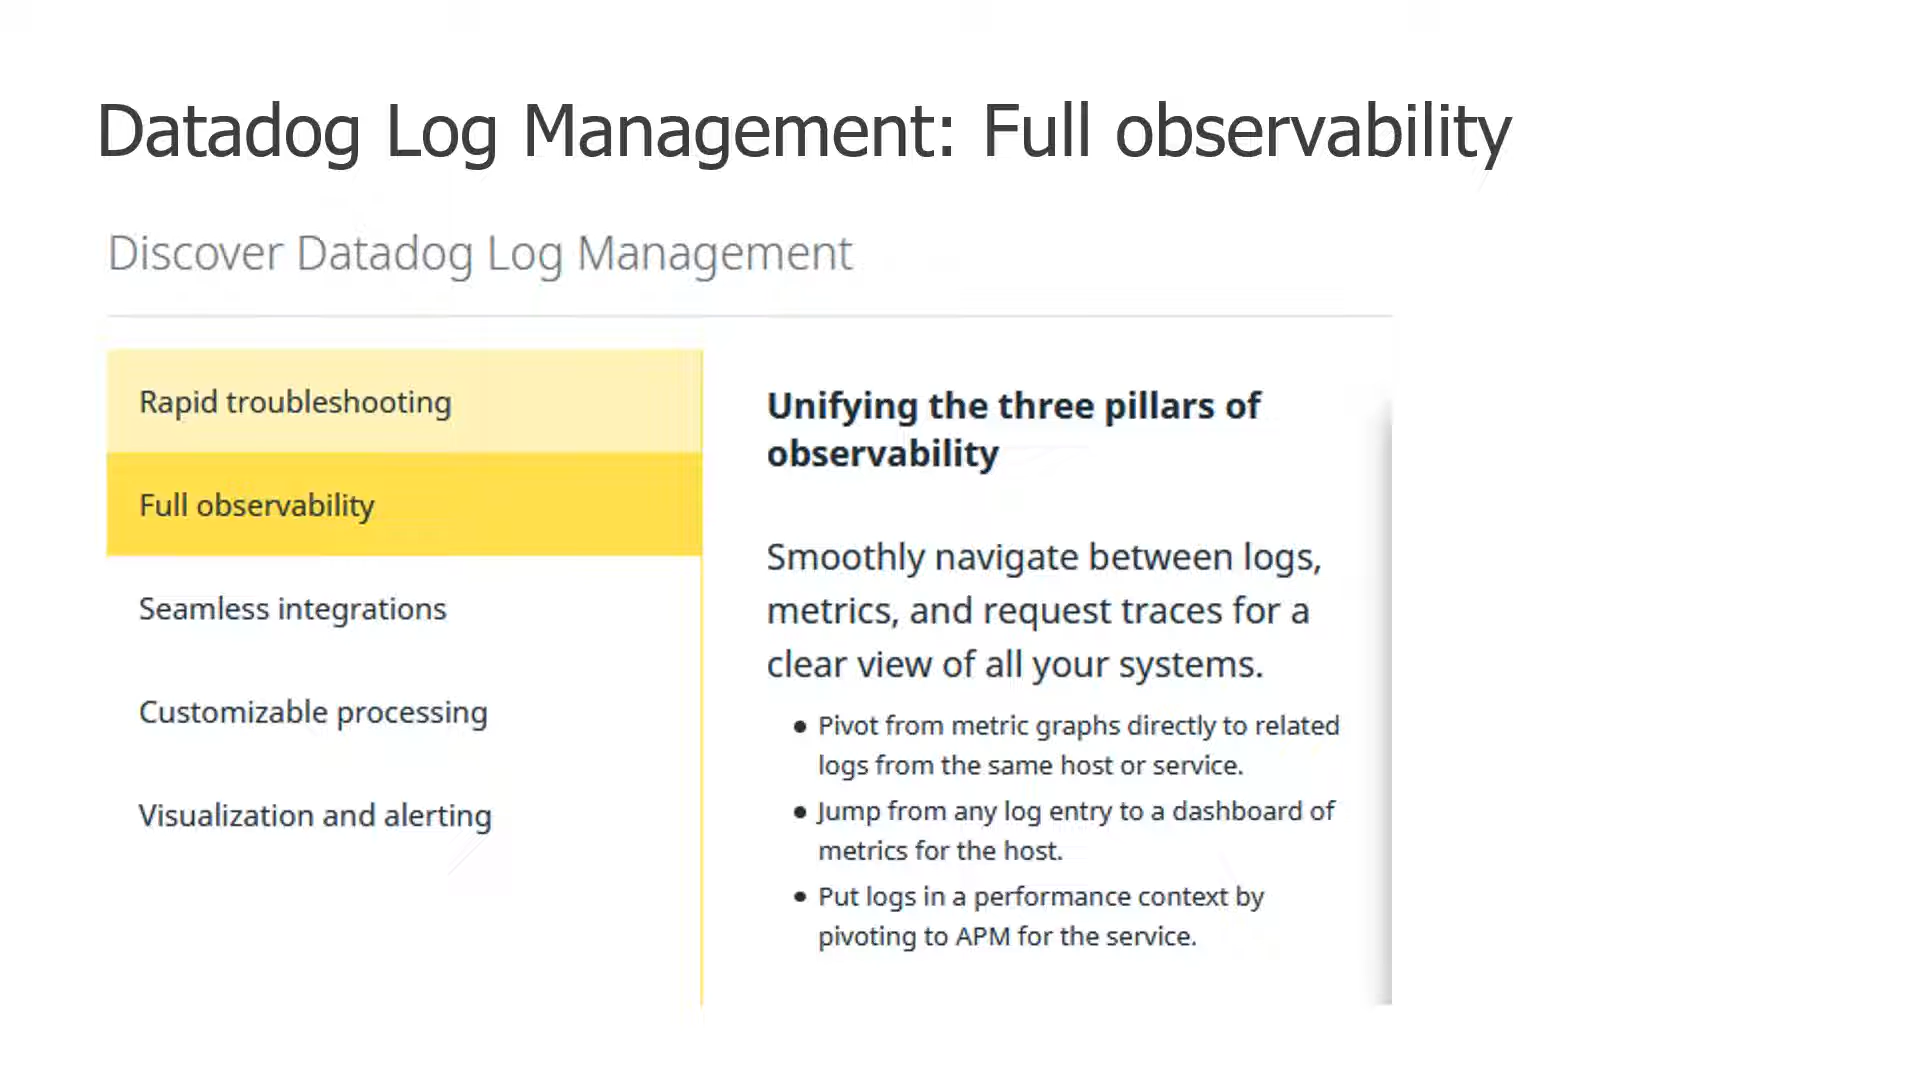 Datadog Log Management: Full observability
Discover Datadog Log Management
Rapid troubleshooting
Full observability
Seamless integrations
Customizable processing
Visualization and alerting
Unifying the three pillars of
observability
Smoothly navigate between logs,
metrics, and request traces for a
clear view of all your systems.
• Pivot from metric graphs directly to related
logs from the same host or service.
• Jump from any log entry to a dashboard of
metrics for the host.
• Put logs in a performance context by
pivoting to APM for the service.